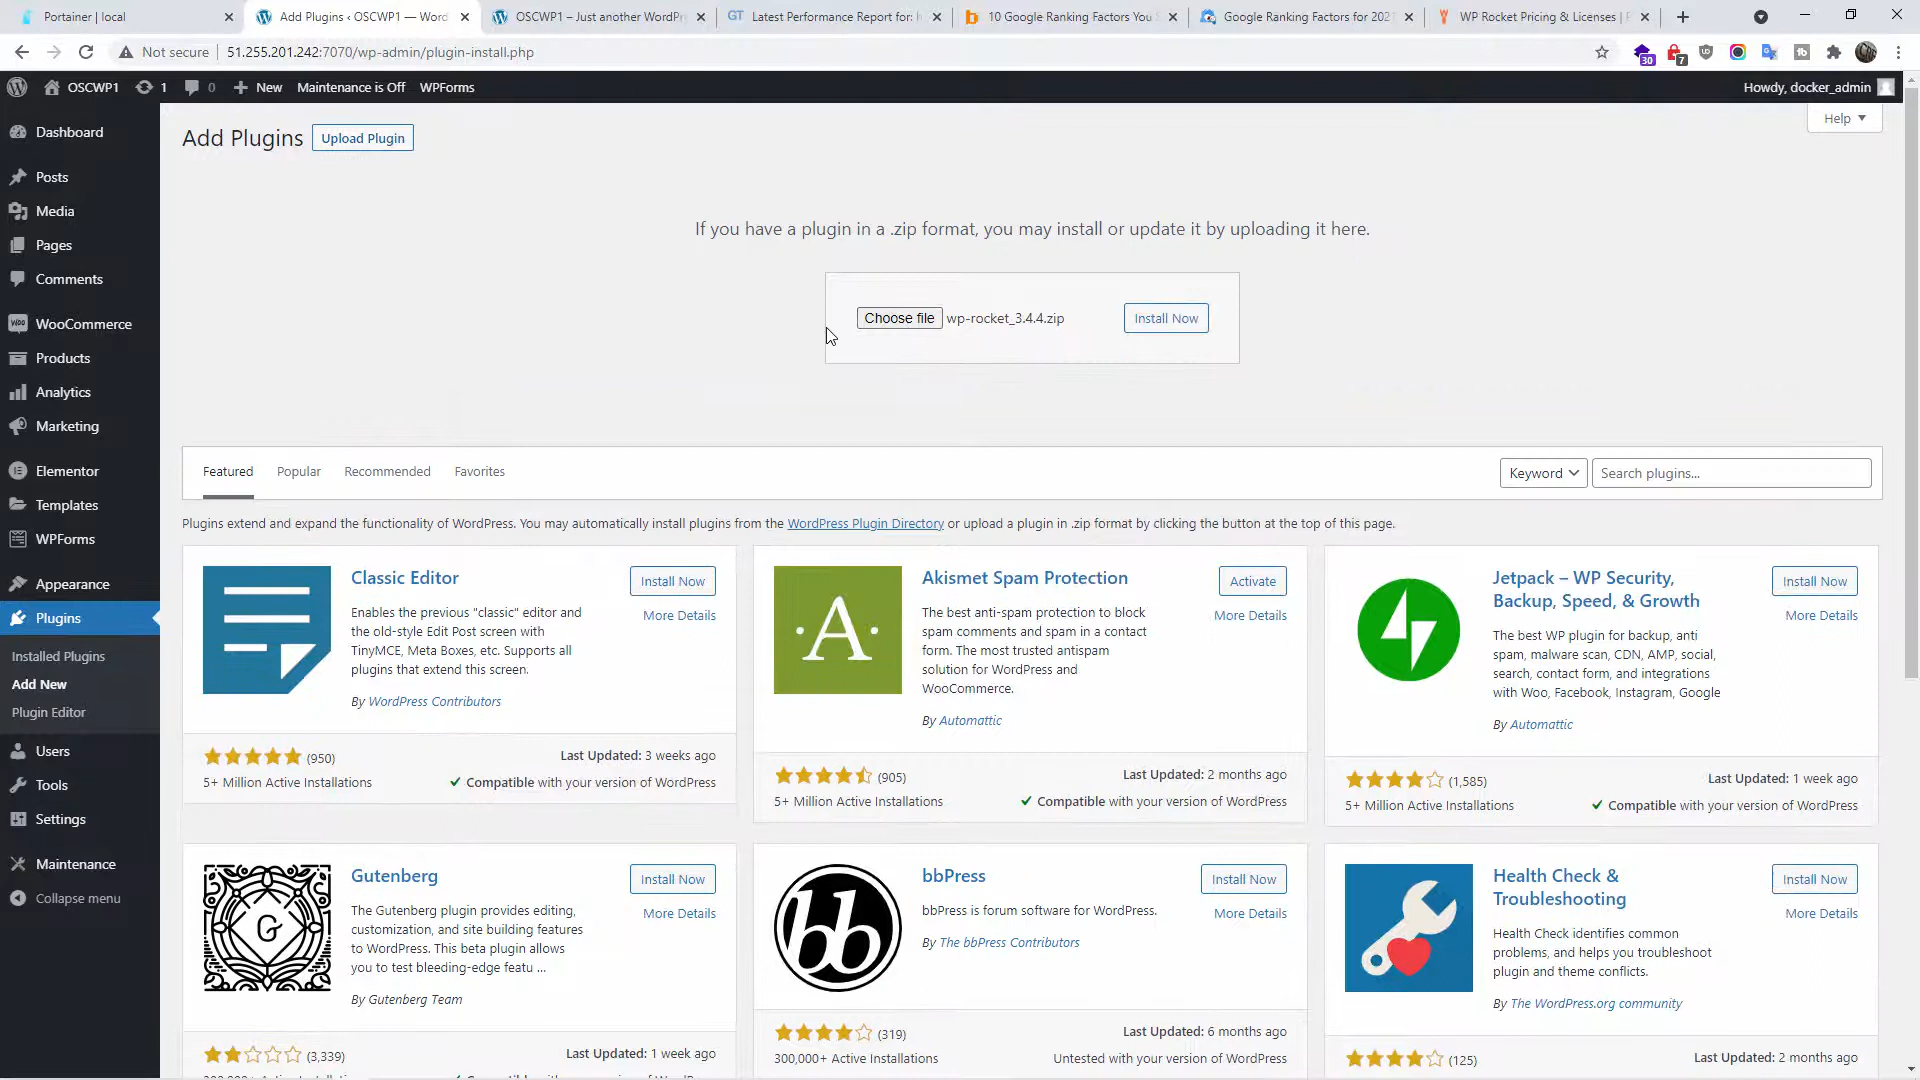 Portainer | local
Add Plugins ‹ OSCWP1 — Word
OSCWP1 – Just another WordPr
Latest Performance Report for: h
10 Google Ranking Factors You S
Google Ranking Factors for 2021
WP Rocket Pricing & Licenses |
Not secure
51.255.201.242:7070/wp-admin/plugin-install.php
30
7
OSCWP1
1
0
New
Maintenance is Off
WPForms
Howdy, docker_admin
Dashboard
Posts
Media
Pages
Comments
WooCommerce
Products
Analytics
Marketing
Elementor
Templates
WPForms
Appearance
Plugins
Installed Plugins
Add New
Plugin Editor
Users
Tools
Settings
Maintenance
Collapse menu
Help
Add Plugins
Upload Plugin
If you have a plugin in a .zip format, you may install or update it by uploading it here.
Choose file wp-rocket_3.4.4.zip
Install Now
Featured
Popular
Recommended
Favorites
Keyword
Search plugins...
Plugins extend and expand the functionality of WordPress. You may automatically install plugins from the WordPress Plugin Directory or upload a plugin in .zip format by clicking the button at the top of this page.
Classic Editor
Install Now
More Details
Enables the previous "classic" editor and
the old-style Edit Post screen with
TinyMCE, Meta Boxes, etc. Supports all
plugins that extend this screen.
By WordPress Contributors
(950)
Last Updated: 3 weeks ago
5+ Million Active Installations
Compatible with your version of WordPress
·A·
Akismet Spam Protection
Activate
More Details
The best anti-spam protection to block
spam comments and spam in a contact
form. The most trusted antispam
solution for WordPress and
WooCommerce.
By Automattic
(905)
Last Updated: 2 months ago
5+ Million Active Installations
Compatible with your version of WordPress
Jetpack – WP Security,
Backup, Speed, & Growth
Install Now
More Details
The best WP plugin for backup, anti
spam, malware scan, CDN, AMP, social,
search, contact form, and integrations
with Woo, Facebook, Instagram, Google
By Automattic
(1,585)
Last Updated: 1 week ago
5+ Million Active Installations
Compatible with your version of WordPress
G
Gutenberg
Install Now
More Details
The Gutenberg plugin provides editing,
customization, and site building features
to WordPress. This beta plugin allows
you to test bleeding-edge featu ...
By Gutenberg Team
(3,339)
Last Updated: 1 week ago
bb
bbPress
Install Now
More Details
bbPress is forum software for WordPress.
By The bbPress Contributors
(319)
Last Updated: 6 months ago
300,000+ Active Installations
Untested with your version of WordPress
Health Check &
Troubleshooting
Install Now
More Details
Health Check identifies common
problems, and helps you troubleshoot
plugin and theme conflicts.
By The WordPress.org community
(125)
Last Updated: 2 months ago